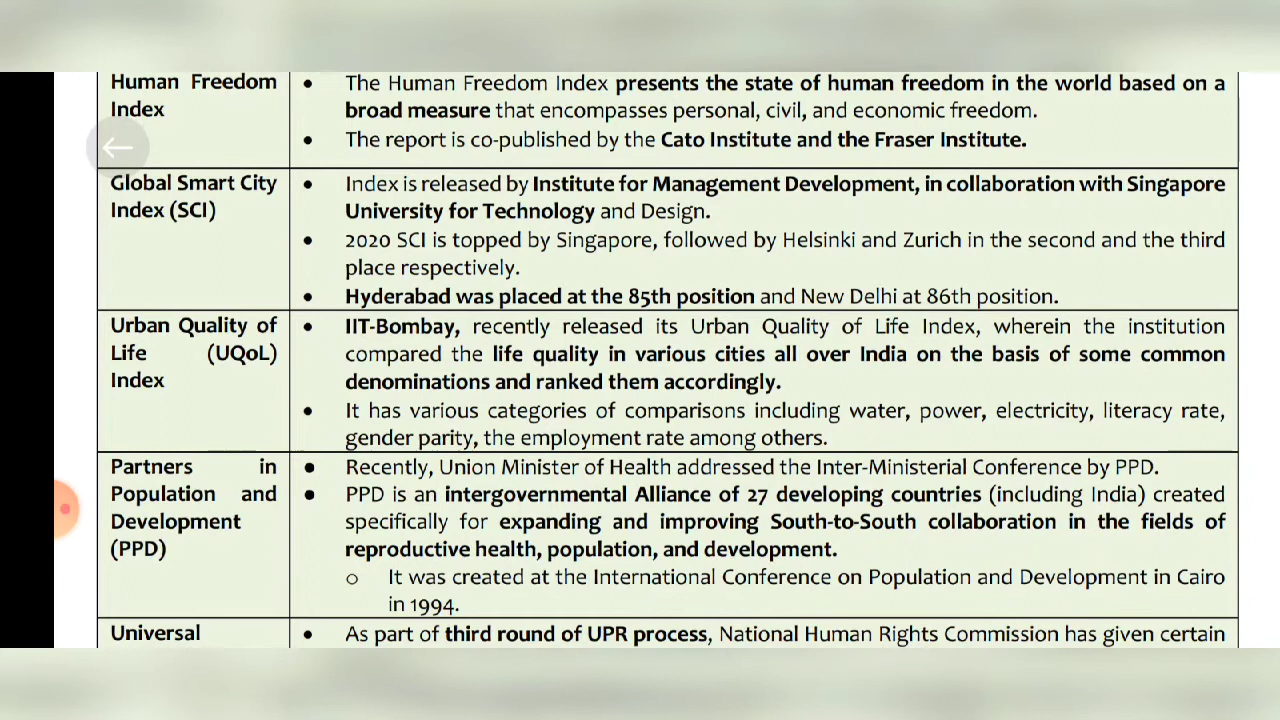 Human Freedom
Index
• The Human Freedom Index presents the state of human freedom in the world based on a
broad measure that encompasses personal, civil, and economic freedom.
• The report is co-published by the Cato Institute and the Fraser Institute.
Global Smart City
Index (SCI)
• Index is released by Institute for Management Development, in collaboration with Singapore
University for Technology and Design.
• 2020 SCI is topped by Singapore, followed by Helsinki and Zurich in the second and the third
place respectively.
• Hyderabad was placed at the 85th position and New Delhi at 86th position.
Urban Quality of
Life (UQoL)
Index
• IIT-Bombay, recently released its Urban Quality of Life Index, wherein the institution
compared the life quality in various cities all over India on the basis of some common
denominations and ranked them accordingly.
• It has various categories of comparisons including water, power, electricity, literacy rate,
gender parity, the employment rate among others.
Partners in
Population and
Development
(PPD)
• Recently, Union Minister of Health addressed the Inter-Ministerial Conference by PPD.
• PPD is an intergovernmental Alliance of 27 developing countries (including India) created
specifically for expanding and improving South-to-South collaboration in the fields of
reproductive health, population, and development.
o It was created at the International Conference on Population and Development in Cairo
in 1994.
Universal
• As part of third round of UPR process, National Human Rights Commission has given certain